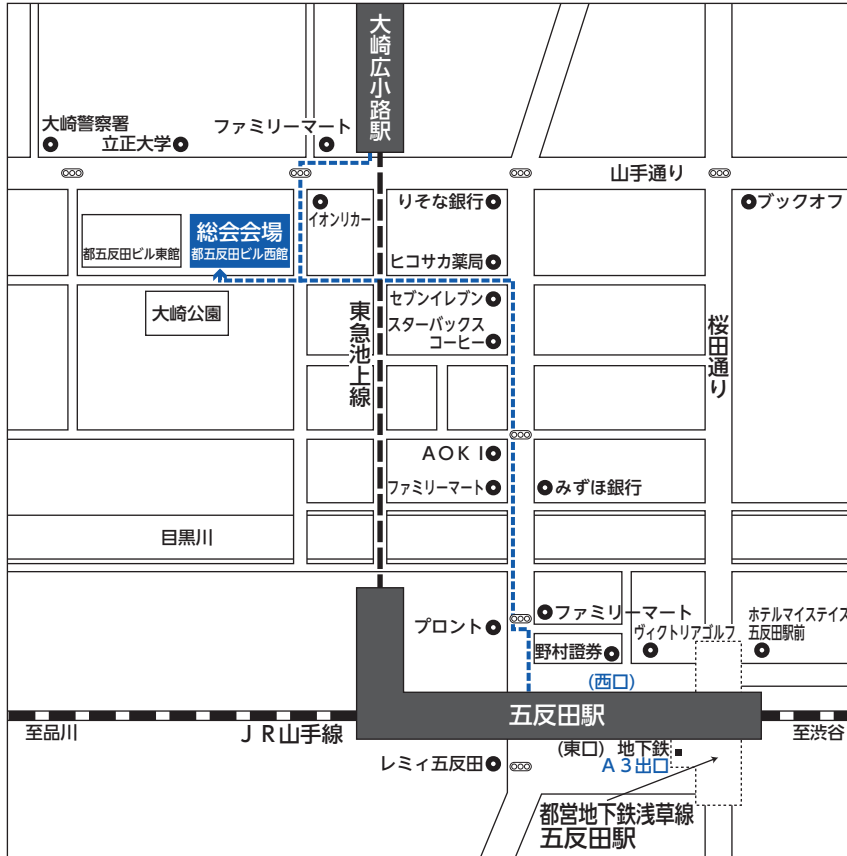 大崎広小路駅
大崎警察署
立正大学
ファミリーマート
山手通り
イオンリカー
りそな銀行
ブックオフ
都五反田ビル東館
総会会場
都五反田ビル西館
ヒコサカ薬局
大崎公園
セブンイレブン
スターバックス
コーヒー
東急池上線
桜田通り
AOKI
ファミリーマート
みずほ銀行
目黒川
プロント
ファミリーマート
ヴィクトリアゴルフ
ホテルマイステイズ
五反田駅前
野村證券
(西口)
五反田駅
至品川
JR山手線
至渋谷
(東口) 地下鉄
A3出口
レミィ五反田
都営地下鉄浅草線
五反田駅